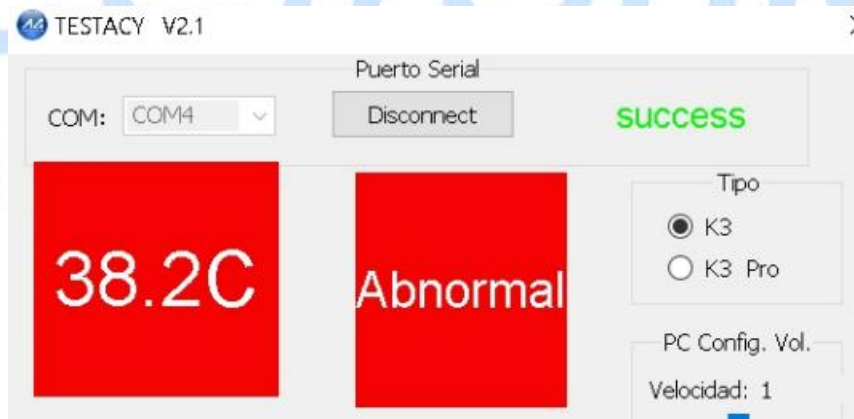 TESTACY V2.1
Puerto Serial
COM: COM4
Disconnect
success
38.2C
Abnormal
Tipo
K3
K3 Pro
PC Config. Vol.
Velocidad: 1